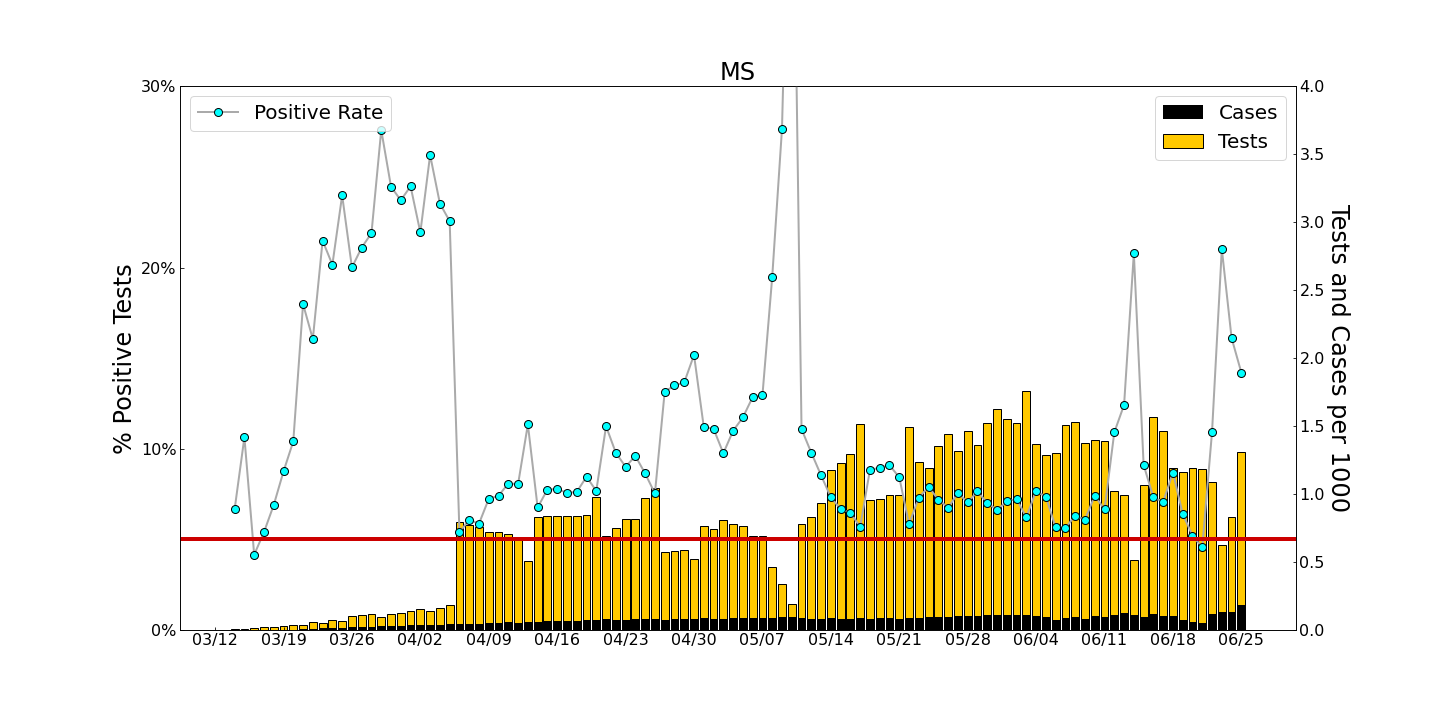 MS
Positive Rate
Cases
Tests
% Positive Tests
30%
20%
10%
0%
Tests and Cases per 1000
4.0
3.5
3.0
2.5
2.0
1.5
1.0
0.5
0.0
03/12 03/19 03/26 04/02 04/09 04/16 04/23 04/30 05/07 05/14 05/21 05/28 06/04 06/11 06/18 06/25